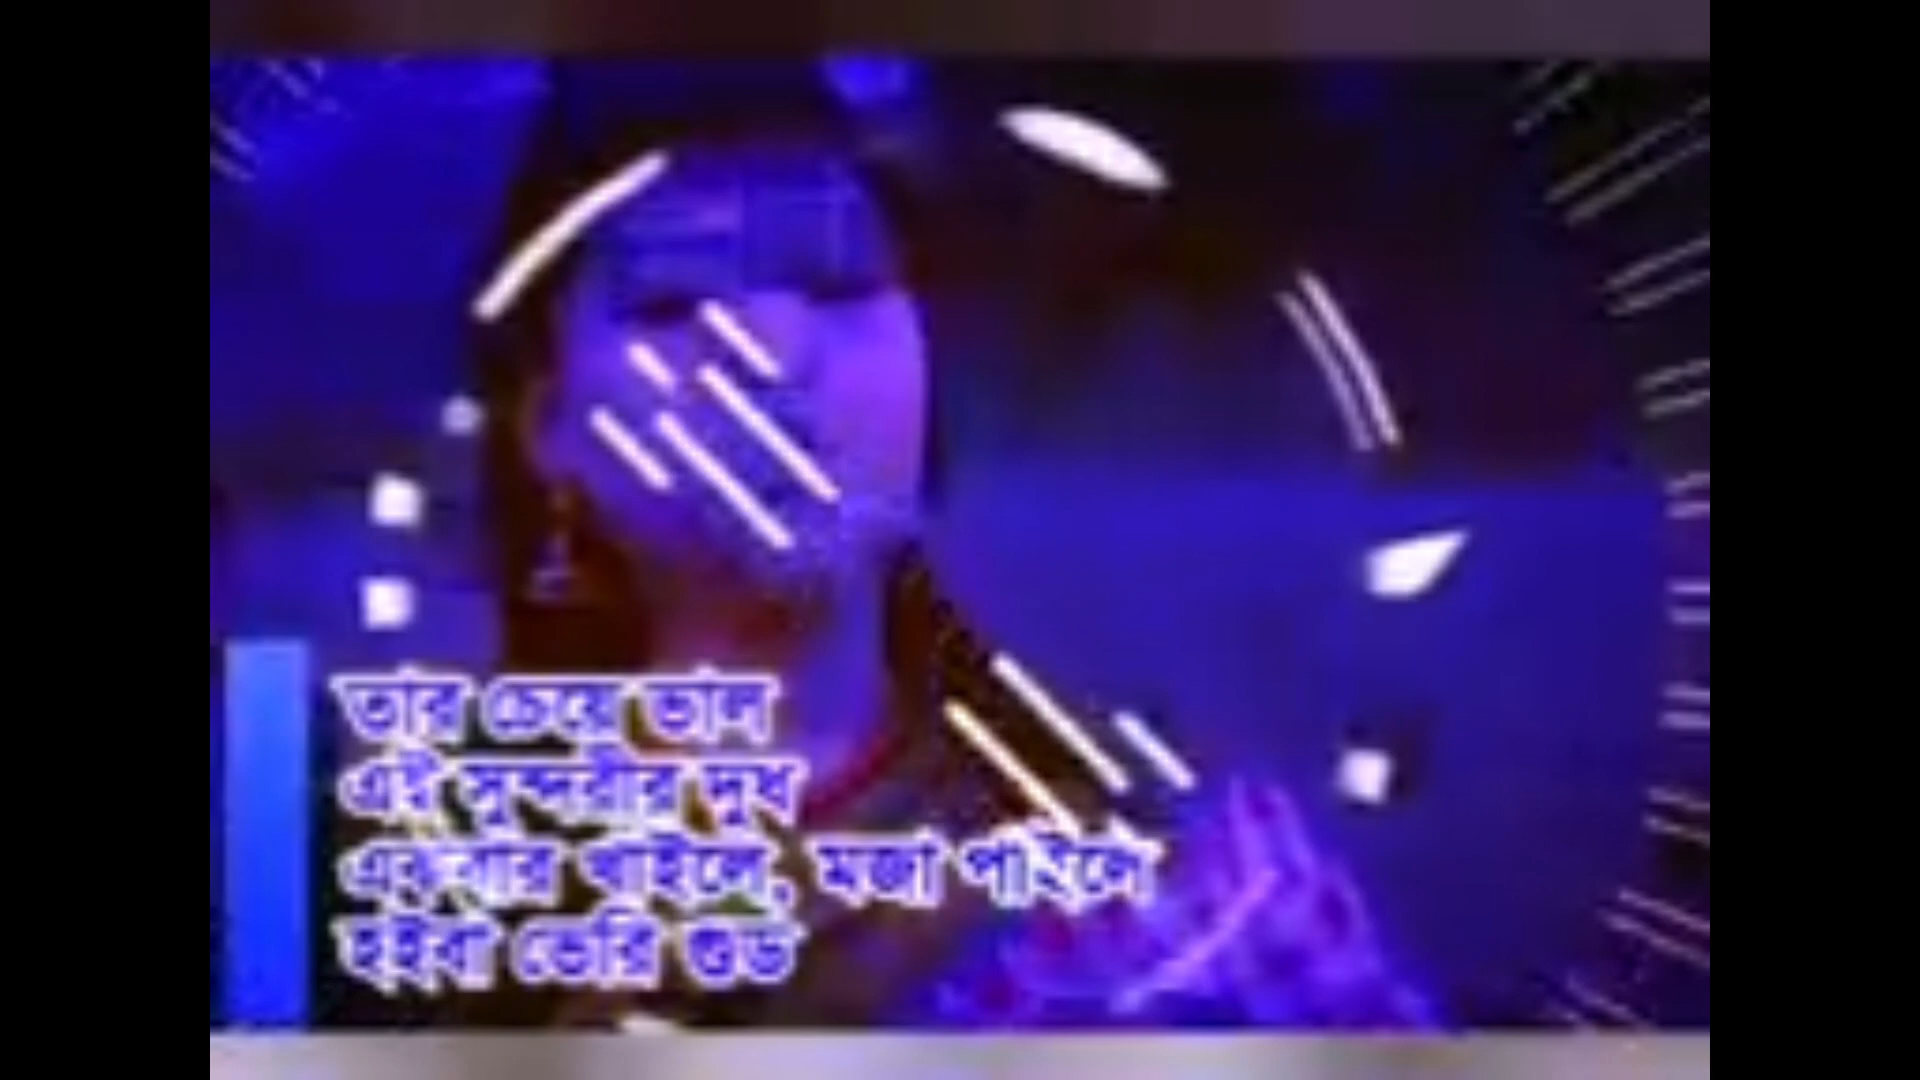 তার চেয়ে ভাল
এই সুন্দরীর দুধ
একবার খাইলে, মজা পাইলে
হইবা ভেরি গুড